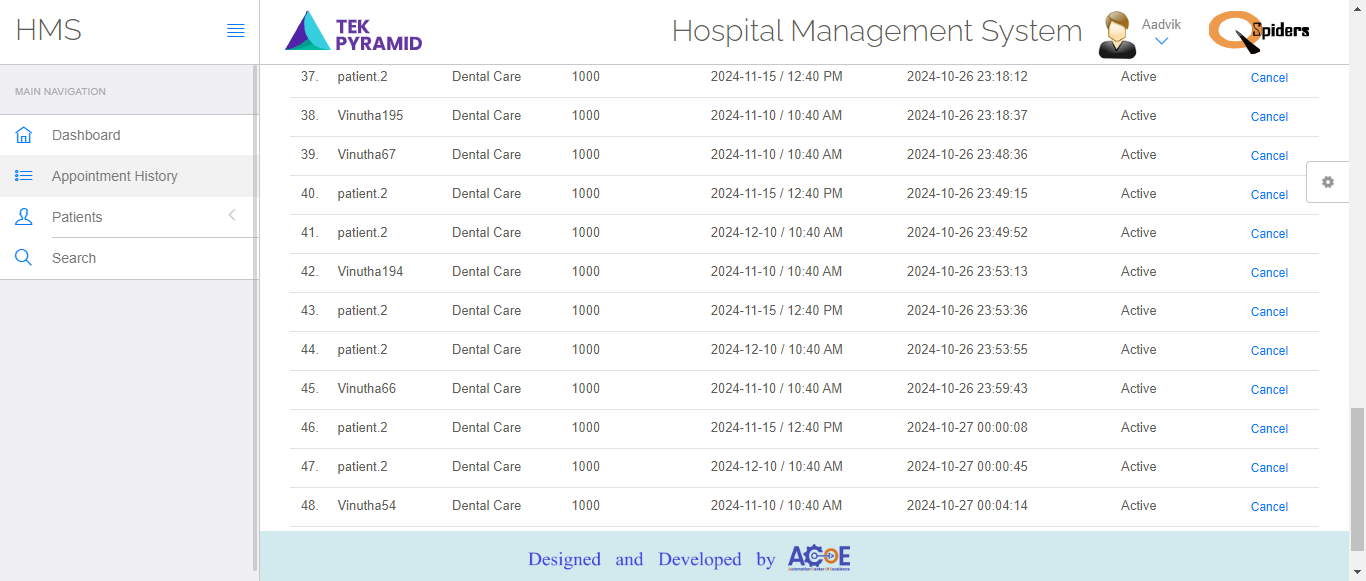 HMS
TEK
PYRAMID
Hospital Management System
Aadvik
Spiders
MAIN NAVIGATION
Dashboard
Appointment History
Patients
Search
37. patient.2 Dental Care 1000 2024-11-15 / 12:40 PM 2024-10-26 23:18:12 Active Cancel
38. Vinutha195 Dental Care 1000 2024-11-10 / 10:40 AM 2024-10-26 23:18:37 Active Cancel
39. Vinutha67 Dental Care 1000 2024-11-10 / 10:40 AM 2024-10-26 23:48:36 Active Cancel
40. patient.2 Dental Care 1000 2024-11-15 / 12:40 PM 2024-10-26 23:49:15 Active Cancel
41. patient.2 Dental Care 1000 2024-12-10 / 10:40 AM 2024-10-26 23:49:52 Active Cancel
42. Vinutha194 Dental Care 1000 2024-11-10 / 10:40 AM 2024-10-26 23:53:13 Active Cancel
43. patient.2 Dental Care 1000 2024-11-15 / 12:40 PM 2024-10-26 23:53:36 Active Cancel
44. patient.2 Dental Care 1000 2024-12-10 / 10:40 AM 2024-10-26 23:53:55 Active Cancel
45. Vinutha66 Dental Care 1000 2024-11-10 / 10:40 AM 2024-10-26 23:59:43 Active Cancel
46. patient.2 Dental Care 1000 2024-11-15 / 12:40 PM 2024-10-27 00:00:08 Active Cancel
47. patient.2 Dental Care 1000 2024-12-10 / 10:40 AM 2024-10-27 00:00:45 Active Cancel
48. Vinutha54 Dental Care 1000 2024-11-10 / 10:40 AM 2024-10-27 00:04:14 Active Cancel
Designed and Developed by ACOE
Automation Center Of Excellence